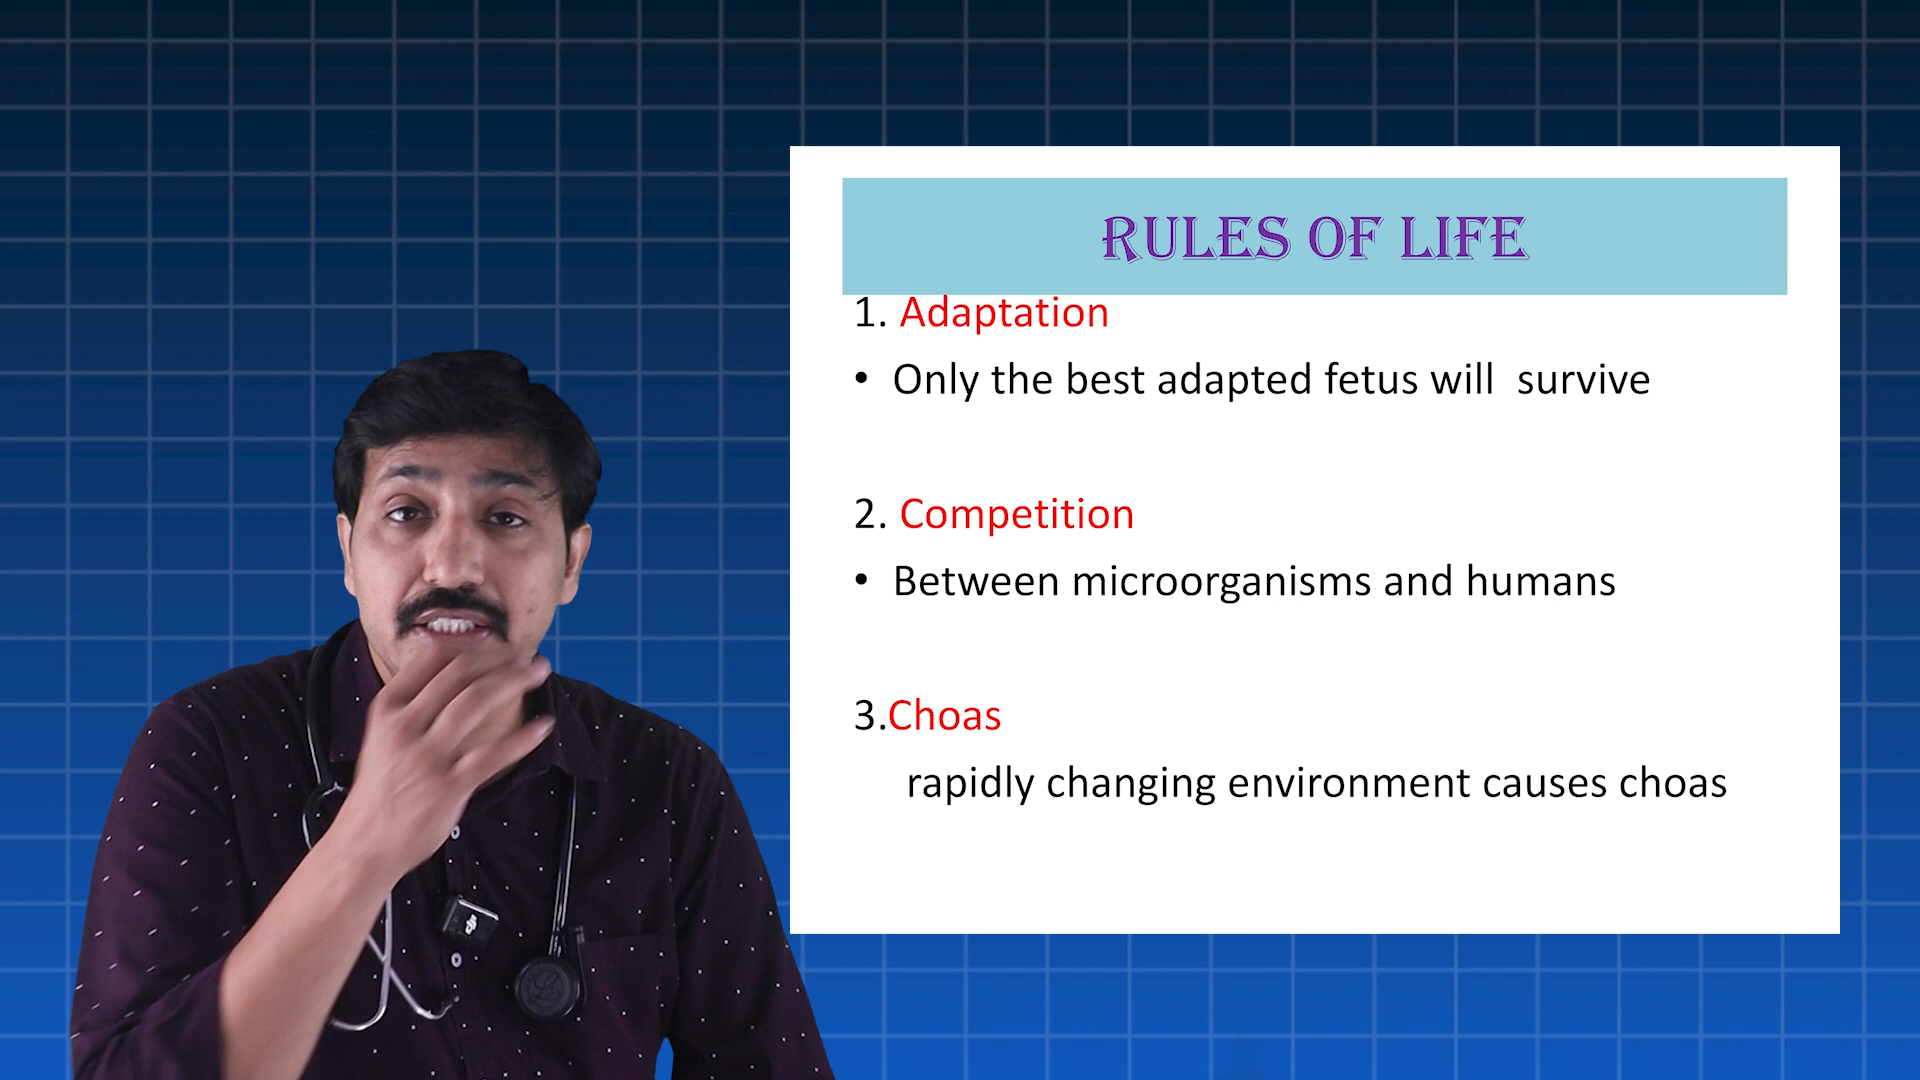 RULES OF LIFE
1. Adaptation
• Only the best adapted fetus will  survive
2. Competition
• Between microorganisms and humans
3.Choas
rapidly changing environment causes choas